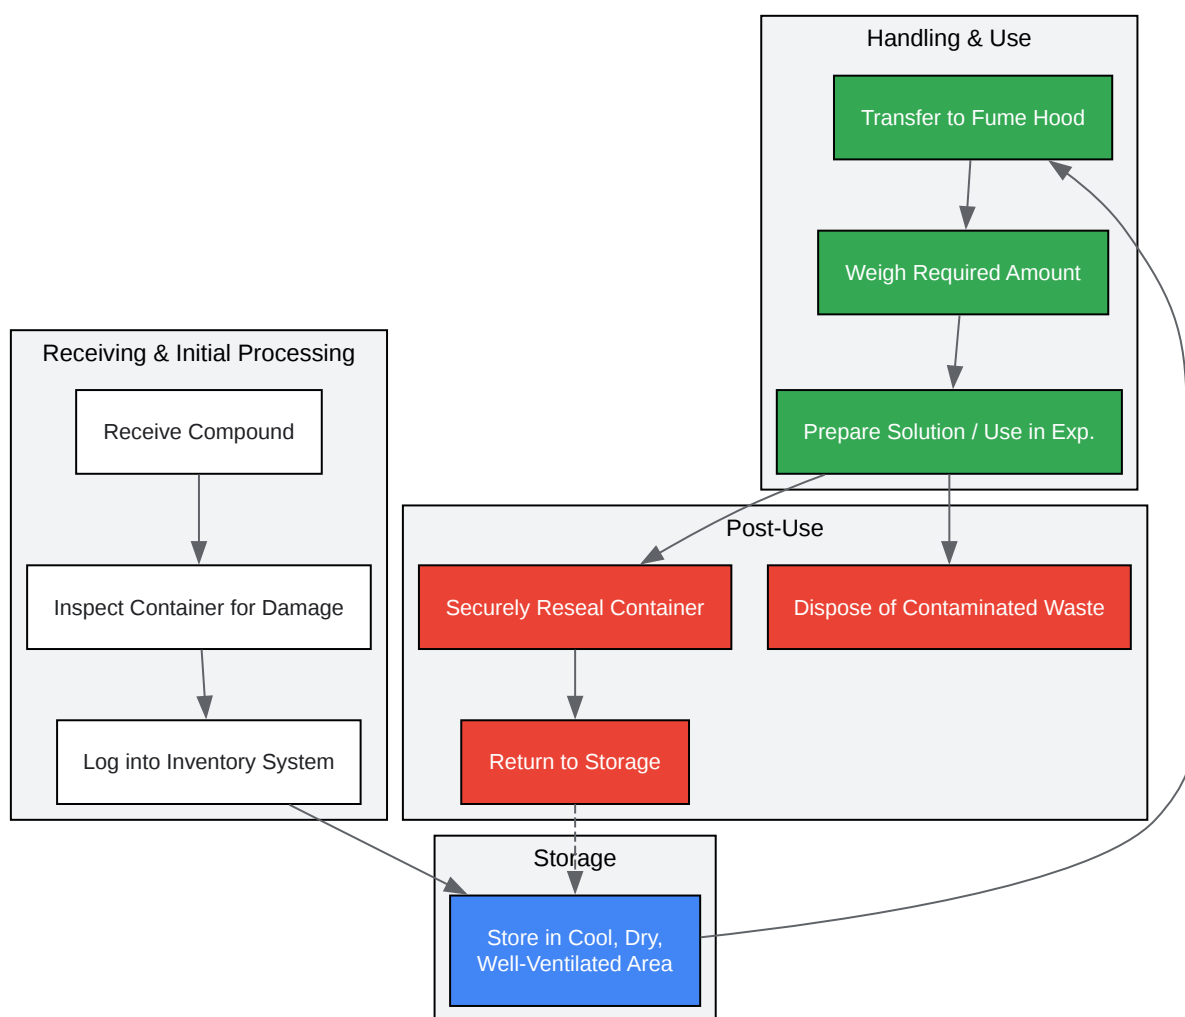 Handling & Use
Transfer to Fume Hood
Weigh Required Amount
Prepare Solution / Use in Exp.
Receiving & Initial Processing
Receive Compound
Inspect Container for Damage
Log into Inventory System
Post-Use
Securely Reseal Container
Dispose of Contaminated Waste
Return to Storage
Storage
Store in Cool, Dry,
Well-Ventilated Area